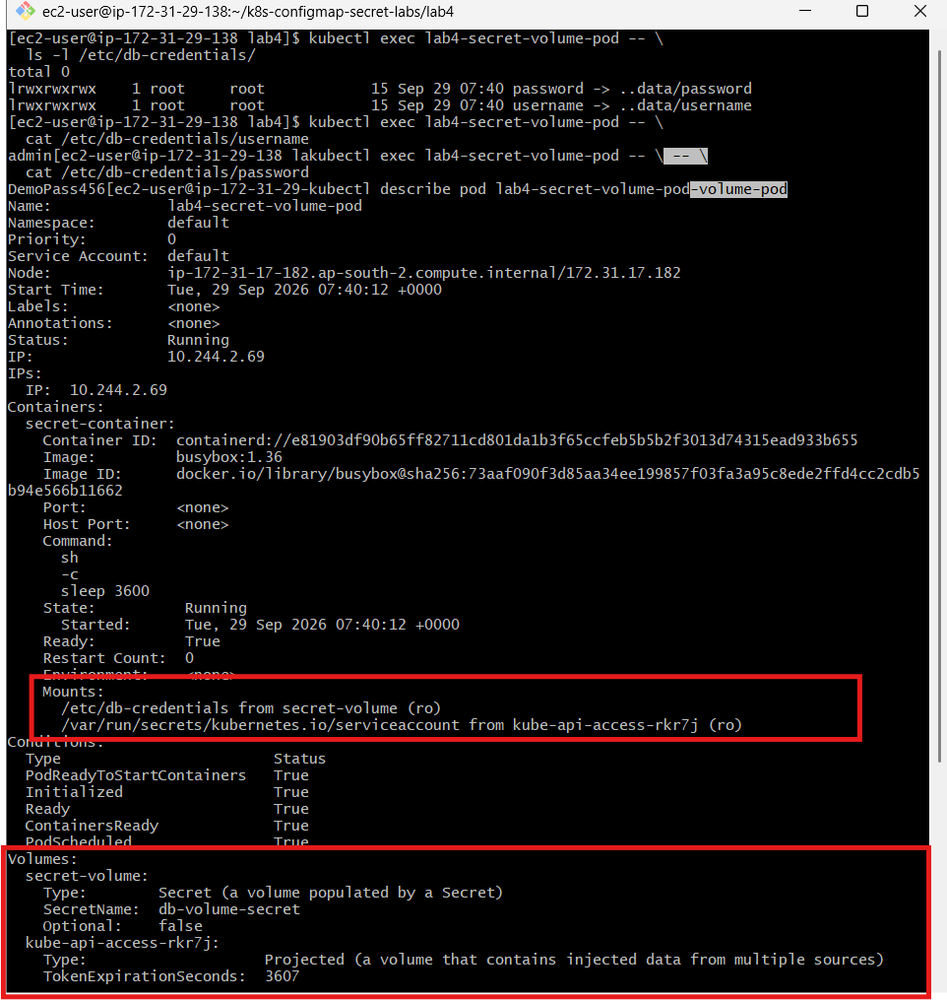 ec2-user@ip-172-31-29-138:~/k8s-configmap-secret-labs/lab4
[ec2-user@ip-172-31-29-138 lab4]$ kubectl exec lab4-secret-volume-pod -- \
  ls -l /etc/db-credentials/
total 0
lrwxrwxrwx    1 root     root            15 Sep 29 07:40 password -> ..data/password
lrwxrwxrwx    1 root     root            15 Sep 29 07:40 username -> ..data/username
[ec2-user@ip-172-31-29-138 lab4]$ kubectl exec lab4-secret-volume-pod -- \
  cat /etc/db-credentials/username
admin[ec2-user@ip-172-31-29-138 lakubectl exec lab4-secret-volume-pod -- \ -- \
  cat /etc/db-credentials/password
DemoPass456[ec2-user@ip-172-31-29-kubectl describe pod lab4-secret-volume-pod-volume-pod
Name:             lab4-secret-volume-pod
Namespace:        default
Priority:         0
Service Account:  default
Node:             ip-172-31-17-182.ap-south-2.compute.internal/172.31.17.182
Start Time:       Tue, 29 Sep 2026 07:40:12 +0000
Labels:           <none>
Annotations:      <none>
Status:           Running
IP:               10.244.2.69
IPs:
  IP:  10.244.2.69
Containers:
  secret-container:
    Container ID:  containerd://e81903df90b65ff82711cd801da1b3f65ccfeb5b5b2f3013d74315ead933b655
    Image:         busybox:1.36
    Image ID:      docker.io/library/busybox@sha256:73aaf090f3d85aa34ee199857f03fa3a95c8ede2ffd4cc2cdb5
b94e566b11662
    Port:          <none>
    Host Port:     <none>
    Command:
      sh
      -c
      sleep 3600
    State:          Running
      Started:      Tue, 29 Sep 2026 07:40:12 +0000
    Ready:          True
    Restart Count:  0
    Environment:    <none>
    Mounts:
      /etc/db-credentials from secret-volume (ro)
      /var/run/secrets/kubernetes.io/serviceaccount from kube-api-access-rkr7j (ro)
Conditions:
  Type                        Status
  PodReadyToStartContainers   True
  Initialized                 True
  Ready                       True
  ContainersReady             True
  PodScheduled                True
Volumes:
  secret-volume:
    Type:        Secret (a volume populated by a Secret)
    SecretName:  db-volume-secret
    Optional:    false
  kube-api-access-rkr7j:
    Type:                    Projected (a volume that contains injected data from multiple sources)
    TokenExpirationSeconds:  3607